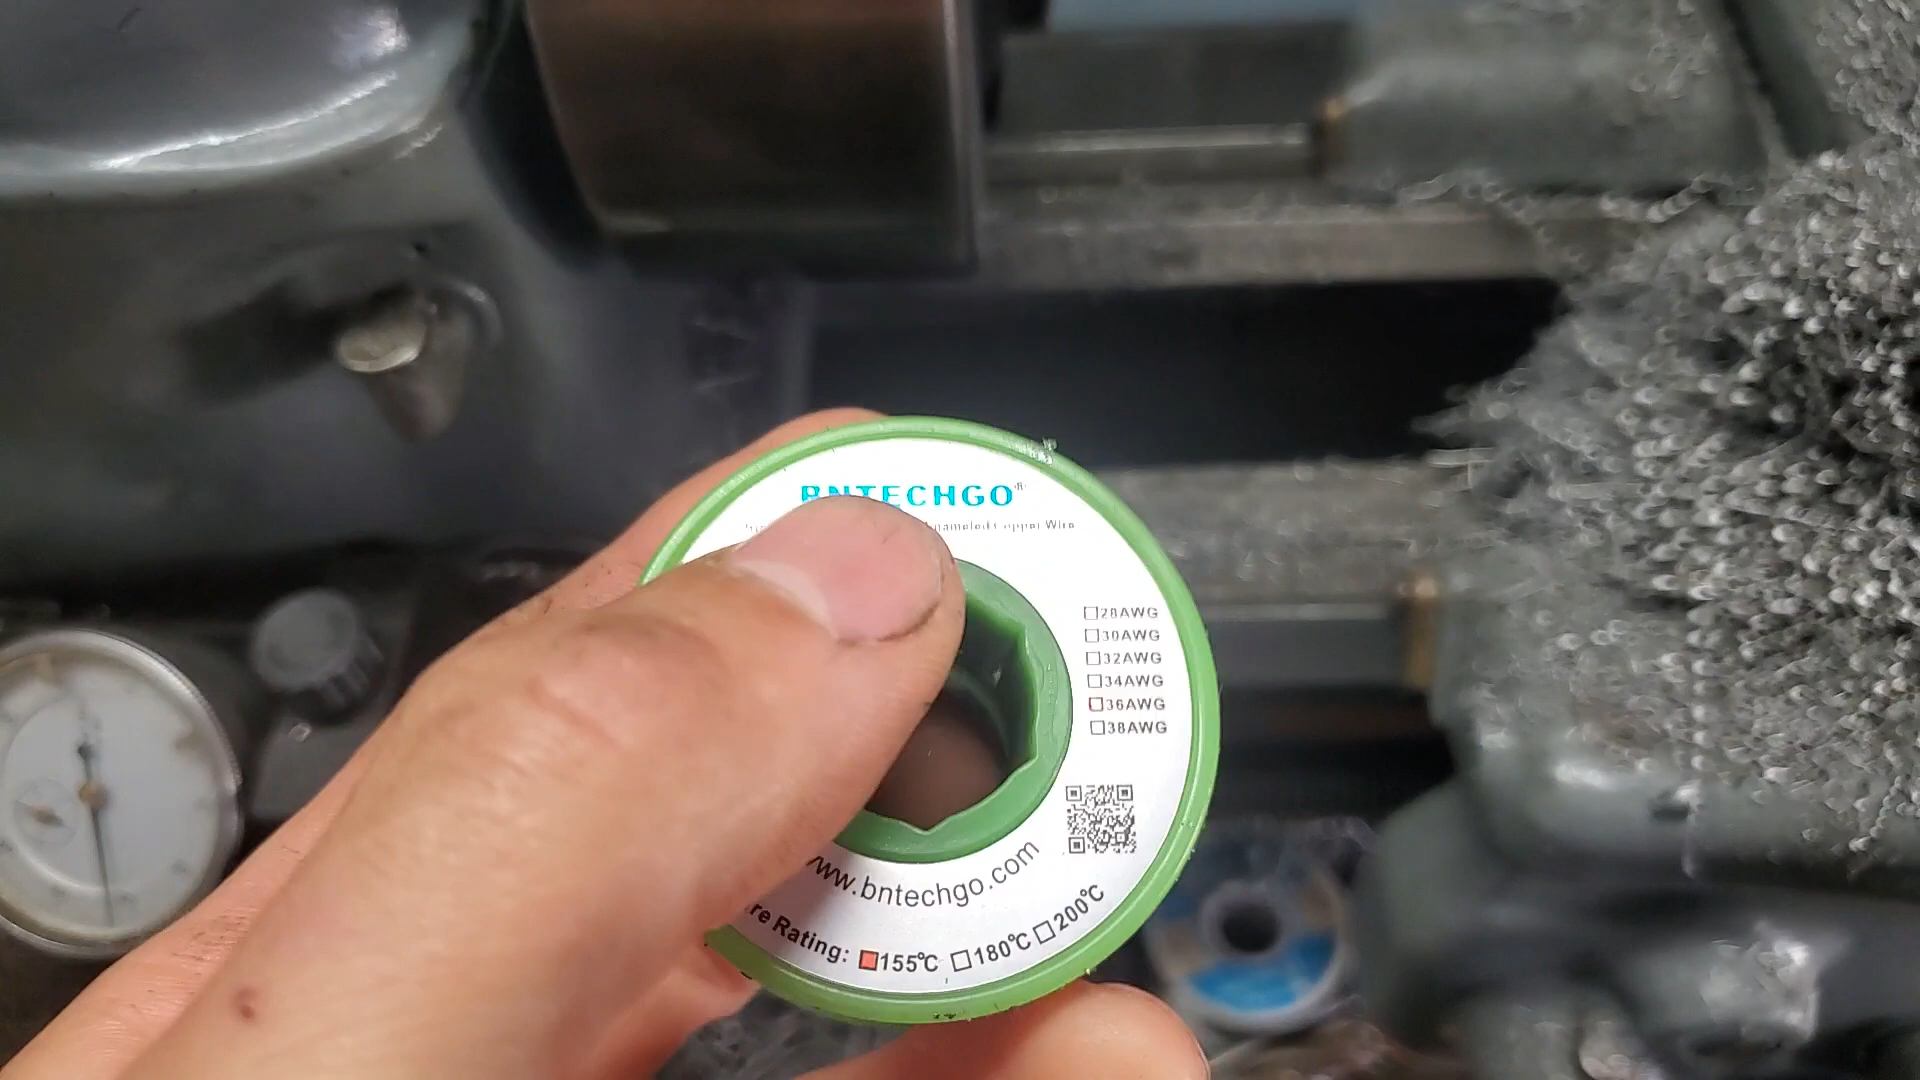 BNTECHGO®
Enameled Copper Wire
28AWG
30AWG
32AWG
34AWG
36AWG
38AWG
www.bntechgo.com
Rating: 155℃ 180℃ 200℃